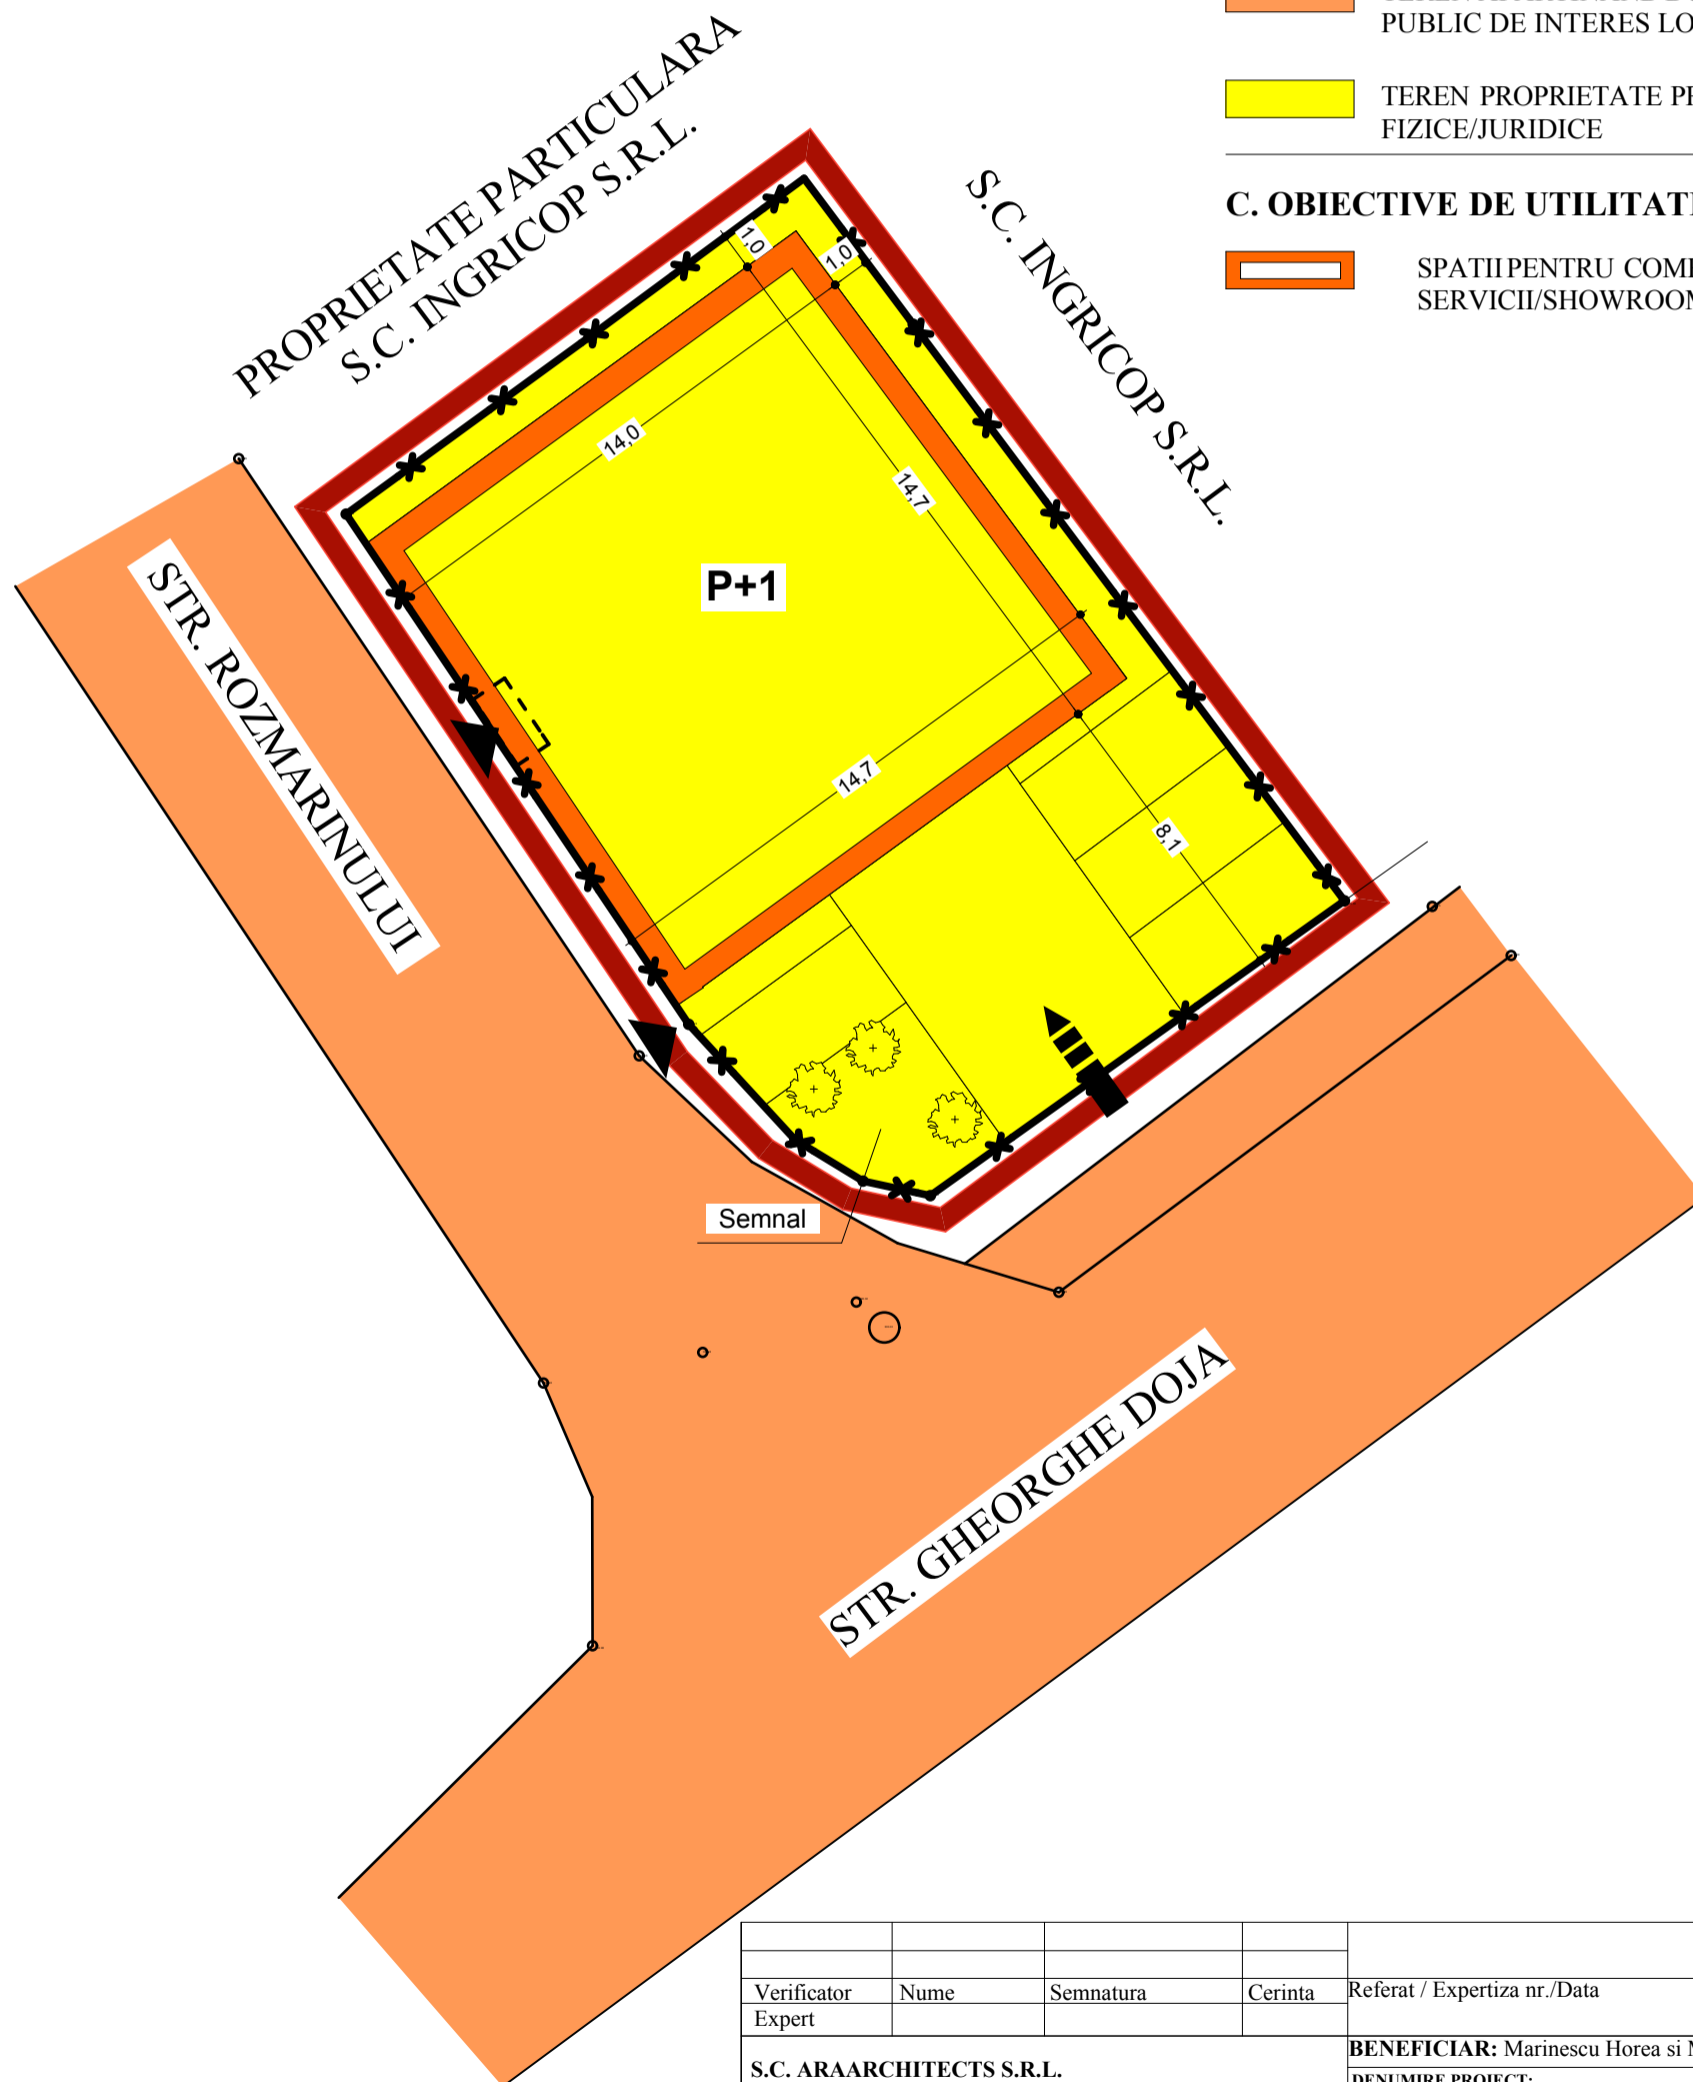 PUBLIC DE INTERES LO
TEREN PROPRIETATE
FIZICE/JURIDICE
C. OBIECTIVE DE UTILITAT
SPATII PENTRU COM
SERVICII/SHOWROO
PROPRIETATE PARTICULARA
S.C. INGRICOP S.R.L.
S.C. INGRICOP S.R.L.
1,0
1,0
14,0
14,7
P+1
STR. ROZMARINULUI
14,7
8,1
Semnal
STR. GHEORGHE DOJA
Verificator Nume Semnatura Cerinta Referat / Expertiza nr./Data
Expert
BENEFICIAR: Marinescu Horea si
S.C. ARAARCHITECTS S.R.L.
DENUMIRE PROIECT: